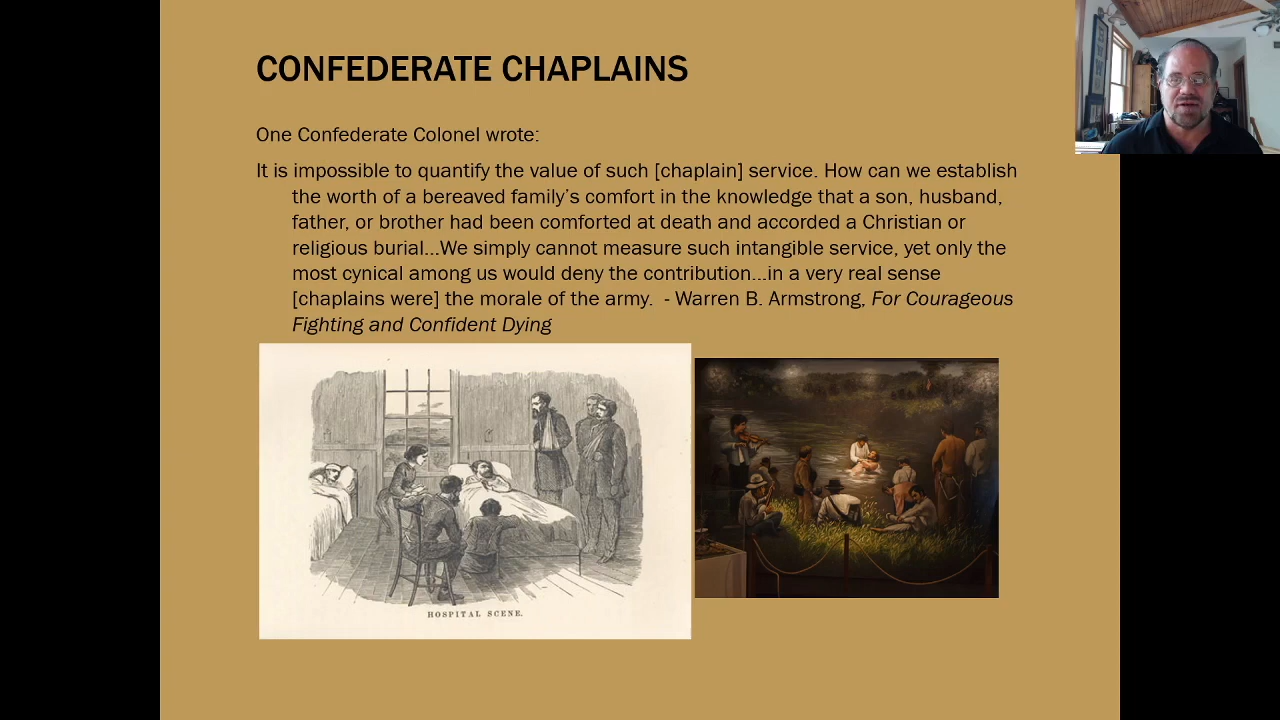 CONFEDERATE CHAPLAINS
One Confederate Colonel wrote:
It is impossible to quantify the value of such [chaplain] service. How can we establish
the worth of a bereaved family's comfort in the knowledge that a son, husband,
father, or brother had been comforted at death and accorded a Christian or
religious burial...We simply cannot measure such intangible service, yet only the
most cynical among us would deny the contribution...in a very real sense
[chaplains were] the morale of the army. - Warren B. Armstrong, For Courageous
Fighting and Confident Dying
HOSPITAL SCENE.